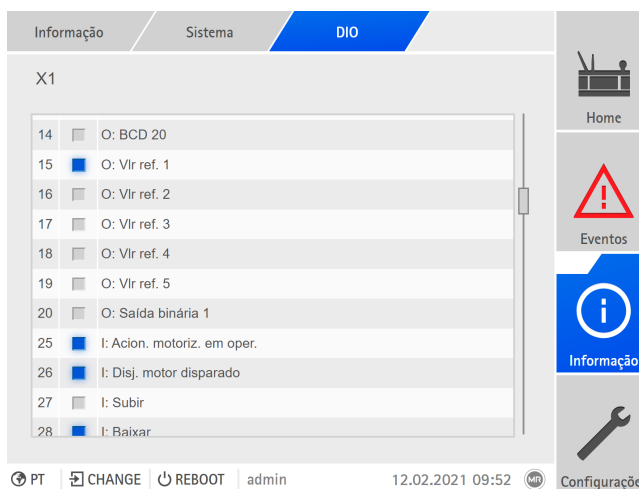 Informação
Sistema
DIO
X1
14 O: BCD 20
15 O: Vlr ref. 1
16 O: Vlr ref. 2
17 O: Vlr ref. 3
18 O: Vlr ref. 4
19 O: Vlr ref. 5
20 O: Saída binária 1
25 I: Acion. motoriz. em oper.
26 I: Disj. motor disparado
27 I: Subir
28 I: Baixar
Home
Eventos
Informação
Configuraçõe
PT CHANGE REBOOT admin 12.02.2021 09:52 MR